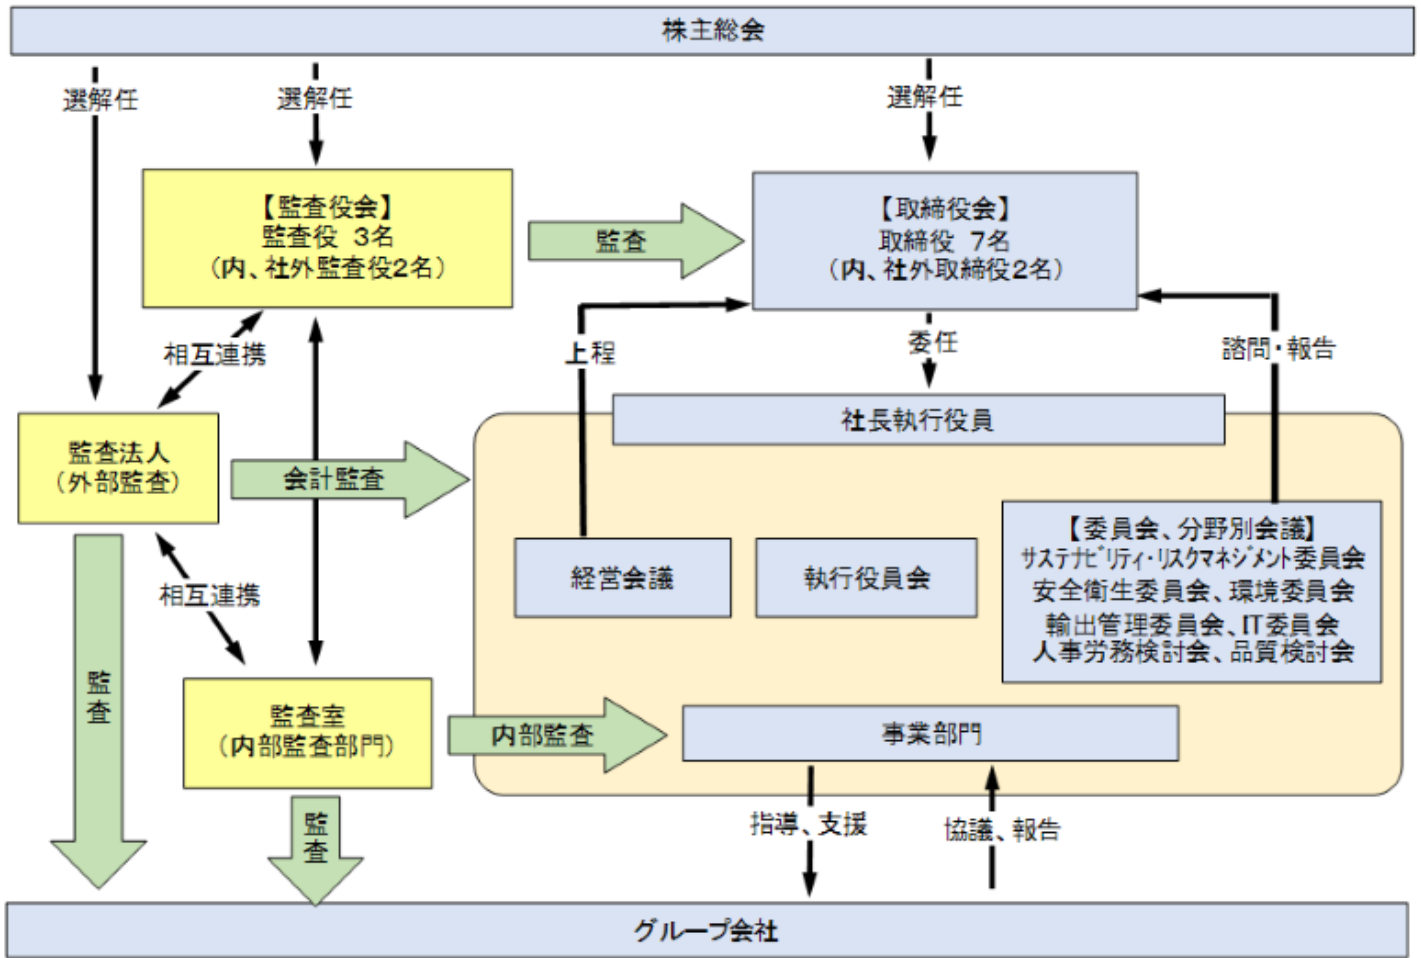 株主総会
選解任
選解任
選解任
【監査役会】
監査役 3名
(内、社外監査役2名)
監査
【取締役会】
取締役 7名
(内、社外取締役2名)
相互連携
上程
委任
諮問・報告
社長執行役員
監査法人
(外部監査)
会計監査
経営会議
執行役員会
【委員会、分野別会議】
サステナビリティ・リスクマネジメント委員会
安全衛生委員会、環境委員会
輸出管理委員会、IT委員会
人事労務検討会、品質検討会
相互連携
監査
監査室
(内部監査部門)
内部監査
事業部門
監査
指導、支援
協議、報告
グループ会社